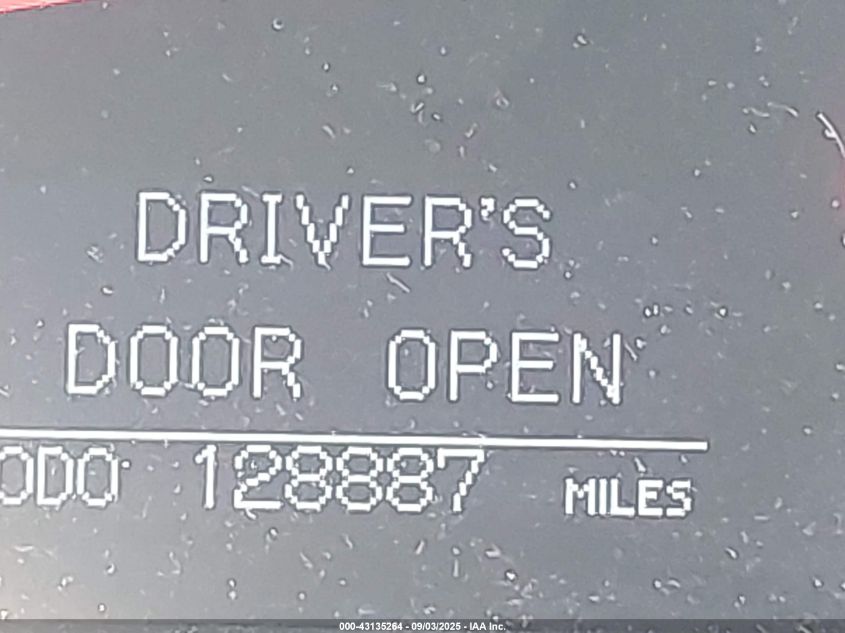 DRIVER'S
DOOR OPEN
ODO 128887 MILES
000-43135264 - 09/03/2025 - IAA Inc.